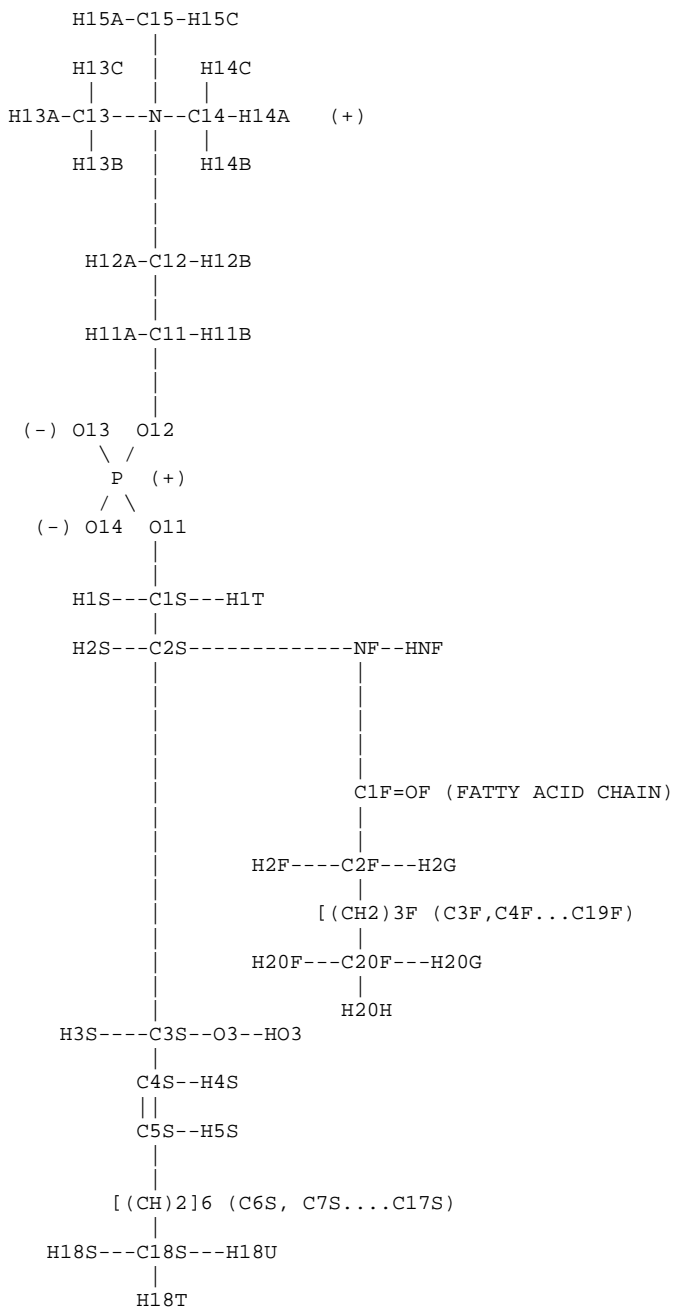 H15A-C15-H15C
|
H13C | H14C
| | |
H13A-C13---N--C14-H14A (+)
| | |
H13B | H14B
|
|
|
H12A-C12-H12B
|
|
H11A-C11-H11B
|
|
|
(-) O13 O12
\ /
P (+)
/ \
(-) O14 O11
|
|
H1S---C1S---H1T
|
H2S---C2S-------------NF--HNF
| |
| |
| |
| |
| |
| C1F=OF (FATTY ACID CHAIN)
| |
| |
| H2F----C2F---H2G
| |
| [(CH2)3F (C3F,C4F...C19F)
| |
| H20F---C20F---H20G
| |
| H20H
H3S----C3S--O3--HO3
|
C4S--H4S
||
C5S--H5S
|
|
[(CH)2]6 (C6S, C7S....C17S)
|
H18S---C18S---H18U
|
H18T